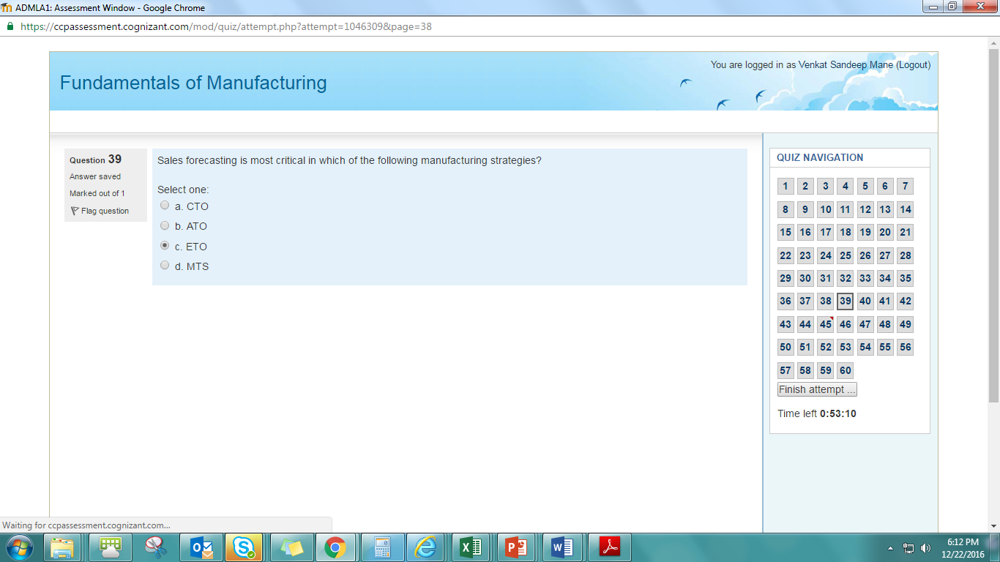 ADMLA1: Assessment Window - Google Chrome
https://ccpassessment.cognizant.com/mod/quiz/attempt.php?attempt=1046309&page=38
You are logged in as Venkat Sandeep Mane (Logout)
Fundamentals of Manufacturing
Question 39
Answer saved
Marked out of 1
Flag question
Sales forecasting is most critical in which of the following manufacturing strategies?
Select one:
a. CTO
b. ATO
c. ETO
d. MTS
QUIZ NAVIGATION
1 2 3 4 5 6 7
8 9 10 11 12 13 14
15 16 17 18 19 20 21
22 23 24 25 26 27 28
29 30 31 32 33 34 35
36 37 38 39 40 41 42
43 44 45 46 47 48 49
50 51 52 53 54 55 56
57 58 59 60
Finish attempt ...
Time left 0:53:10
Waiting for ccpassessment.cognizant.com...
6:12 PM
12/22/2016